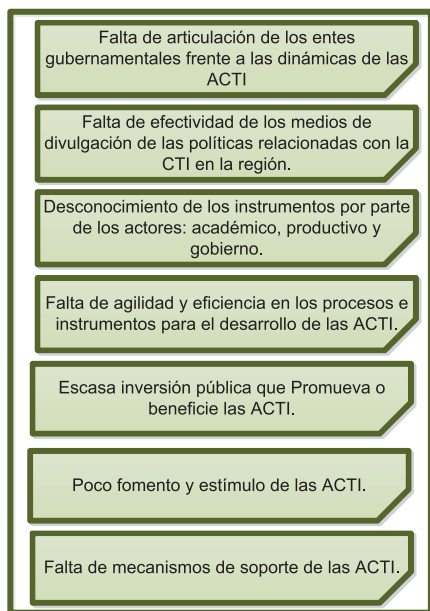 Falta de articulación de los entes
gubernamentales frente a las dinámicas de las
ACTI
Falta de efectividad de los medios de
divulgación de las políticas relacionadas con la
CTI en la región.
Desconocimiento de los instrumentos por parte
de los actores: académico, productivo y
gobierno.
Falta de agilidad y eficiencia en los procesos e
instrumentos para el desarrollo de las ACTI.
Escasa inversión pública que Promueva o
beneficie las ACTI.
Poco fomento y estímulo de las ACTI.
Falta de mecanismos de soporte de las ACTI.